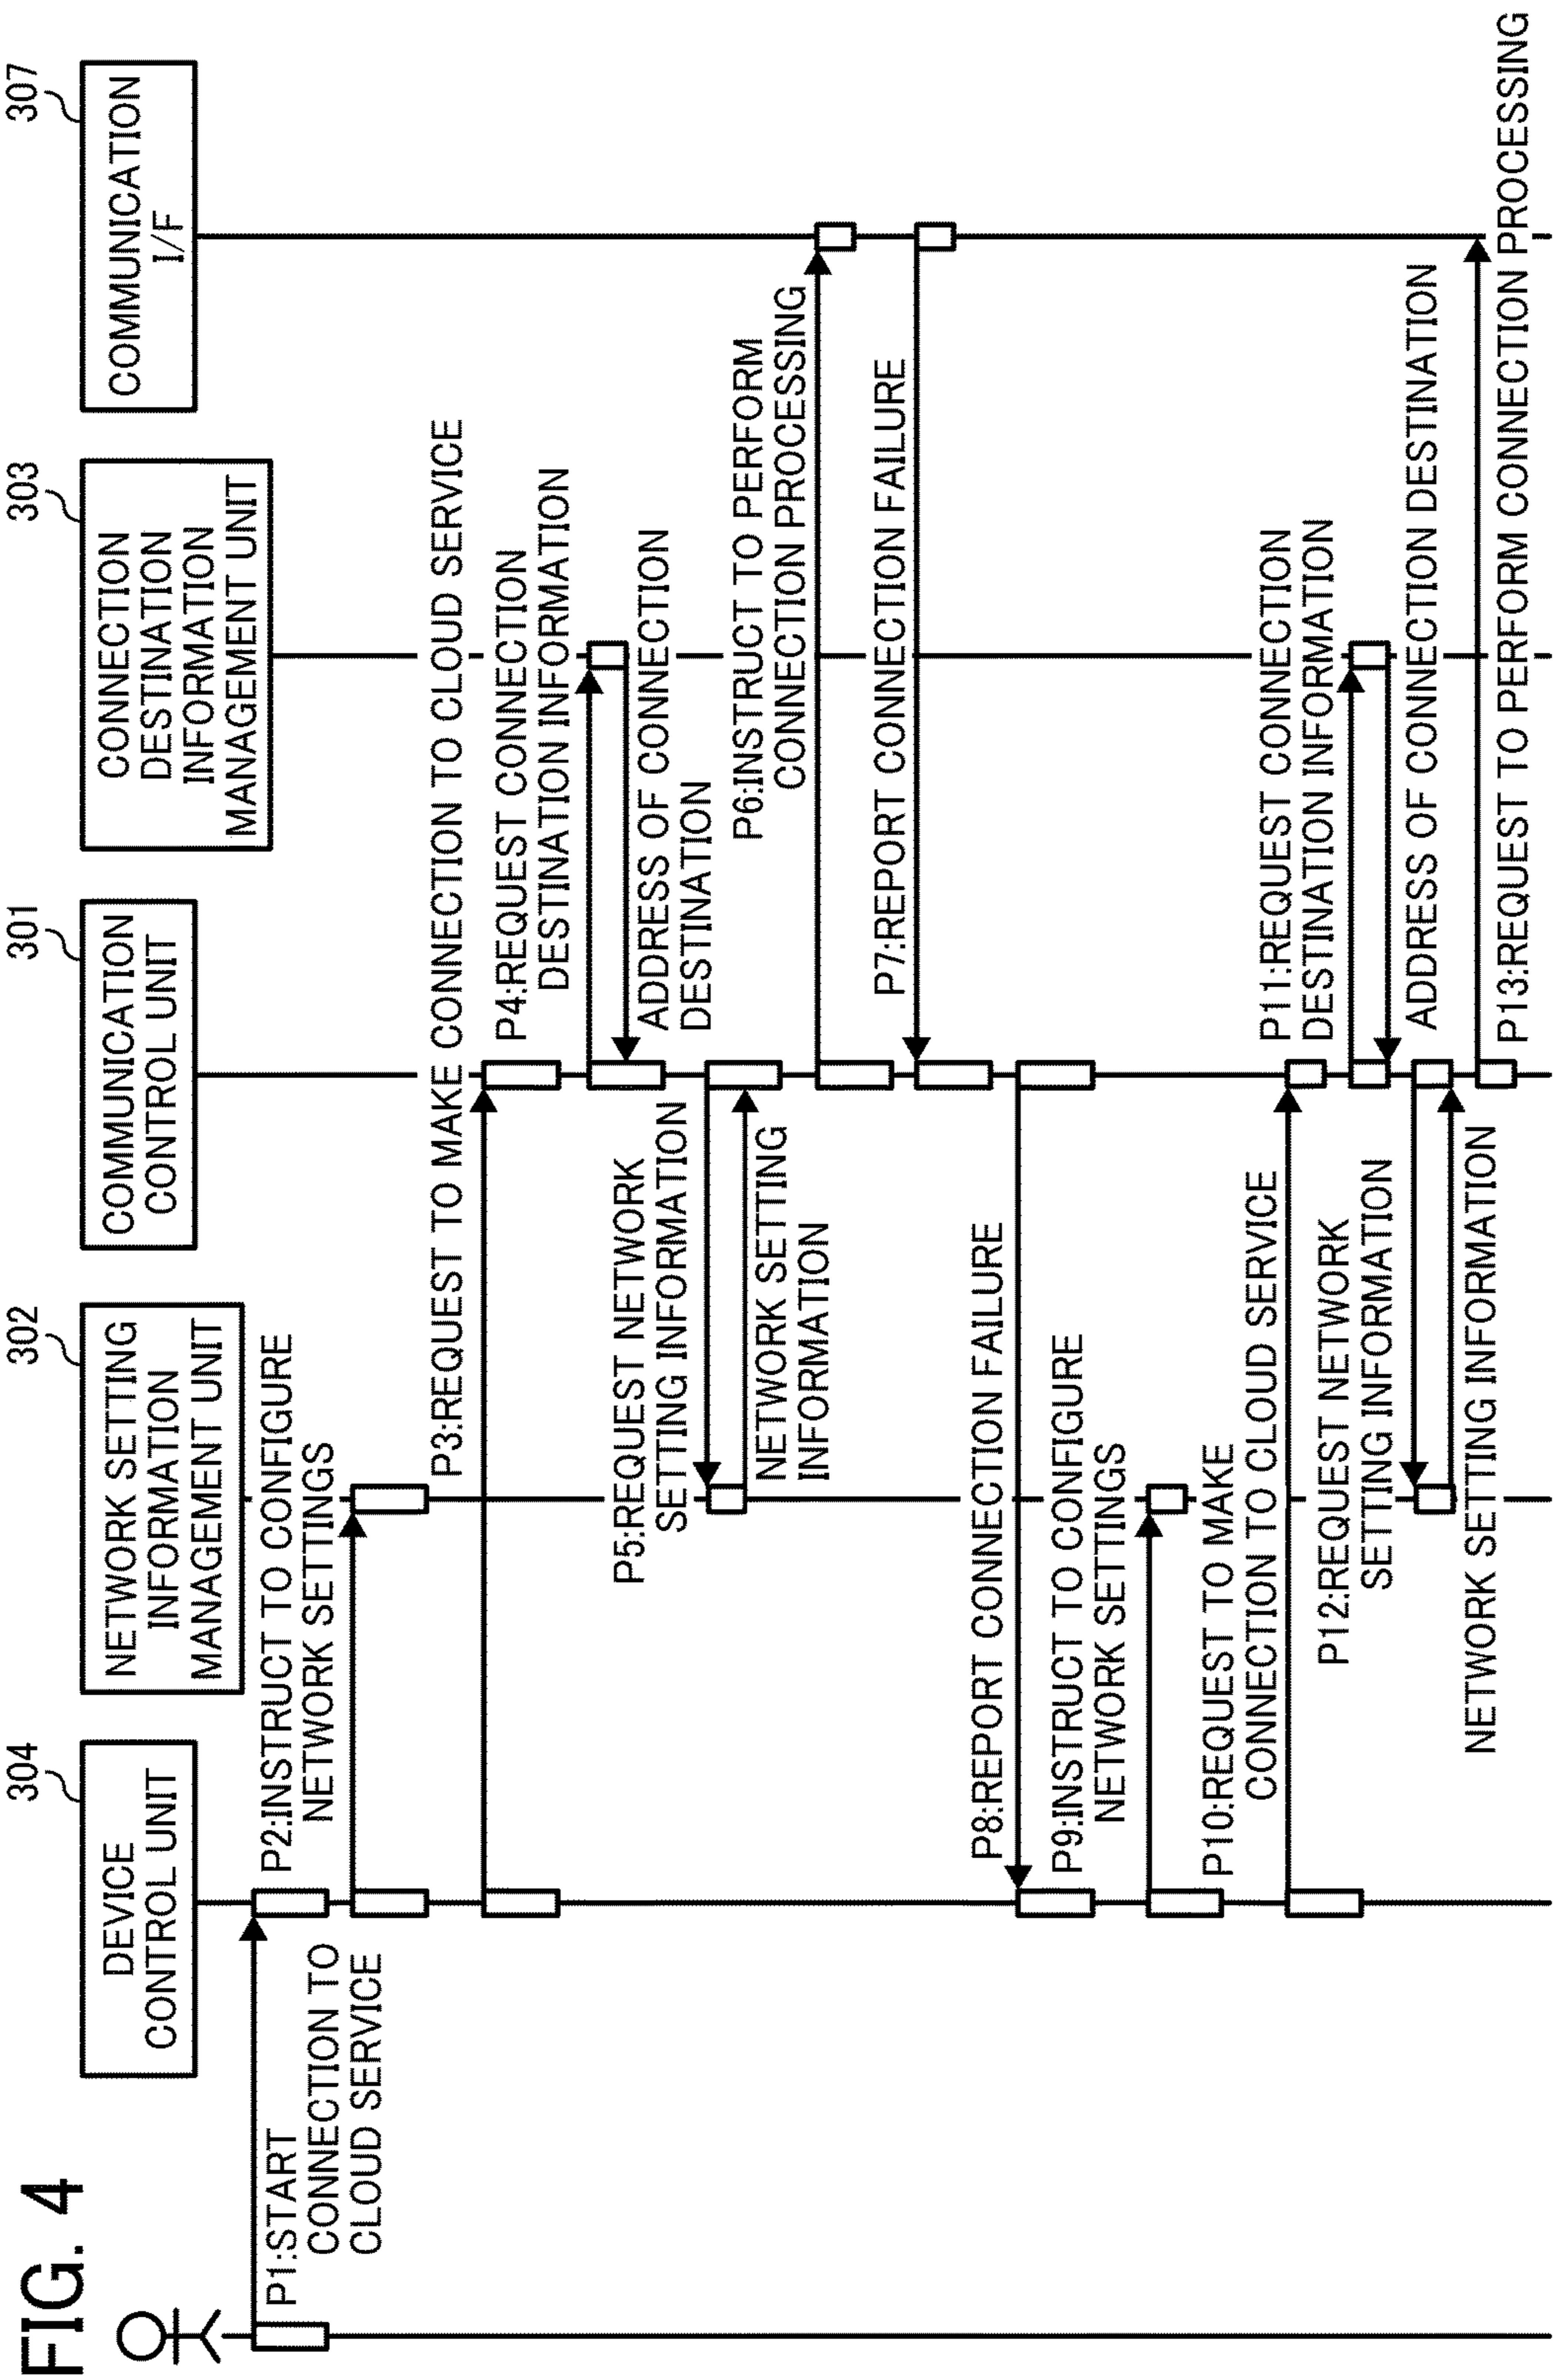 FIG. 4
304
DEVICE
CONTROL UNIT
302
NETWORK SETTING
INFORMATION
MANAGEMENT UNIT
301
COMMUNICATION
CONTROL UNIT
303
CONNECTION
DESTINATION
INFORMATION
MANAGEMENT UNIT
307
COMMUNICATION
I/F
P1:START
CONNECTION TO
CLOUD SERVICE
P2:INSTRUCT TO CONFIGURE
NETWORK SETTINGS
P3:REQUEST TO MAKE CONNECTION TO CLOUD SERVICE
P4:REQUEST CONNECTION
DESTINATION INFORMATION
ADDRESS OF CONNECTION
DESTINATION
P5:REQUEST NETWORK
SETTING INFORMATION
NETWORK SETTING
INFORMATION
P6:INSTRUCT TO PERFORM
CONNECTION PROCESSING
P7:REPORT CONNECTION FAILURE
P8:REPORT CONNECTION FAILURE
P9:INSTRUCT TO CONFIGURE
NETWORK SETTINGS
P10:REQUEST TO MAKE
CONNECTION TO CLOUD SERVICE
P11:REQUEST CONNECTION
DESTINATION INFORMATION
ADDRESS OF CONNECTION DESTINATION
P12:REQUEST NETWORK
SETTING INFORMATION
NETWORK SETTING INFORMATION
P13:REQUEST TO PERFORM CONNECTION PROCESSING